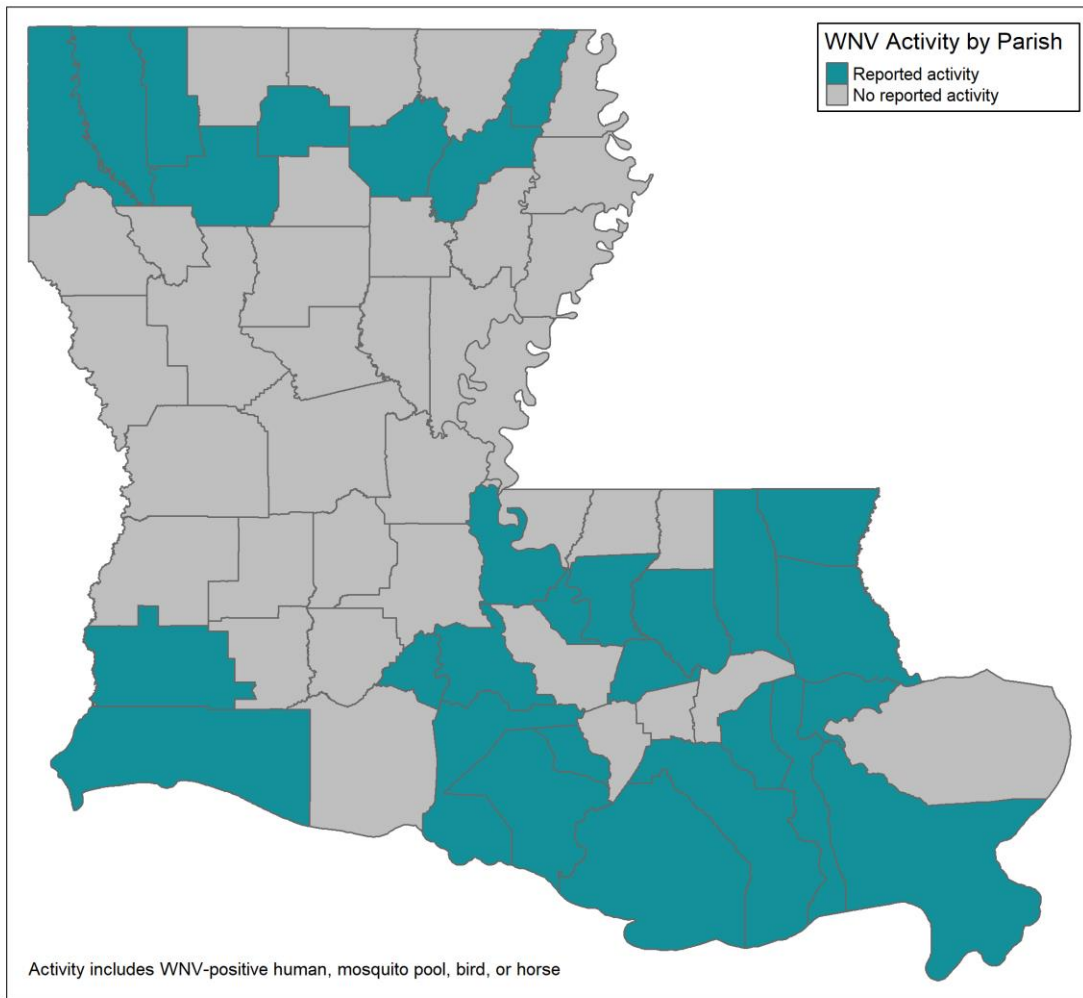 WNV Activity by Parish
Reported activity
No reported activity
Activity includes WNV-positive human, mosquito pool, bird, or horse